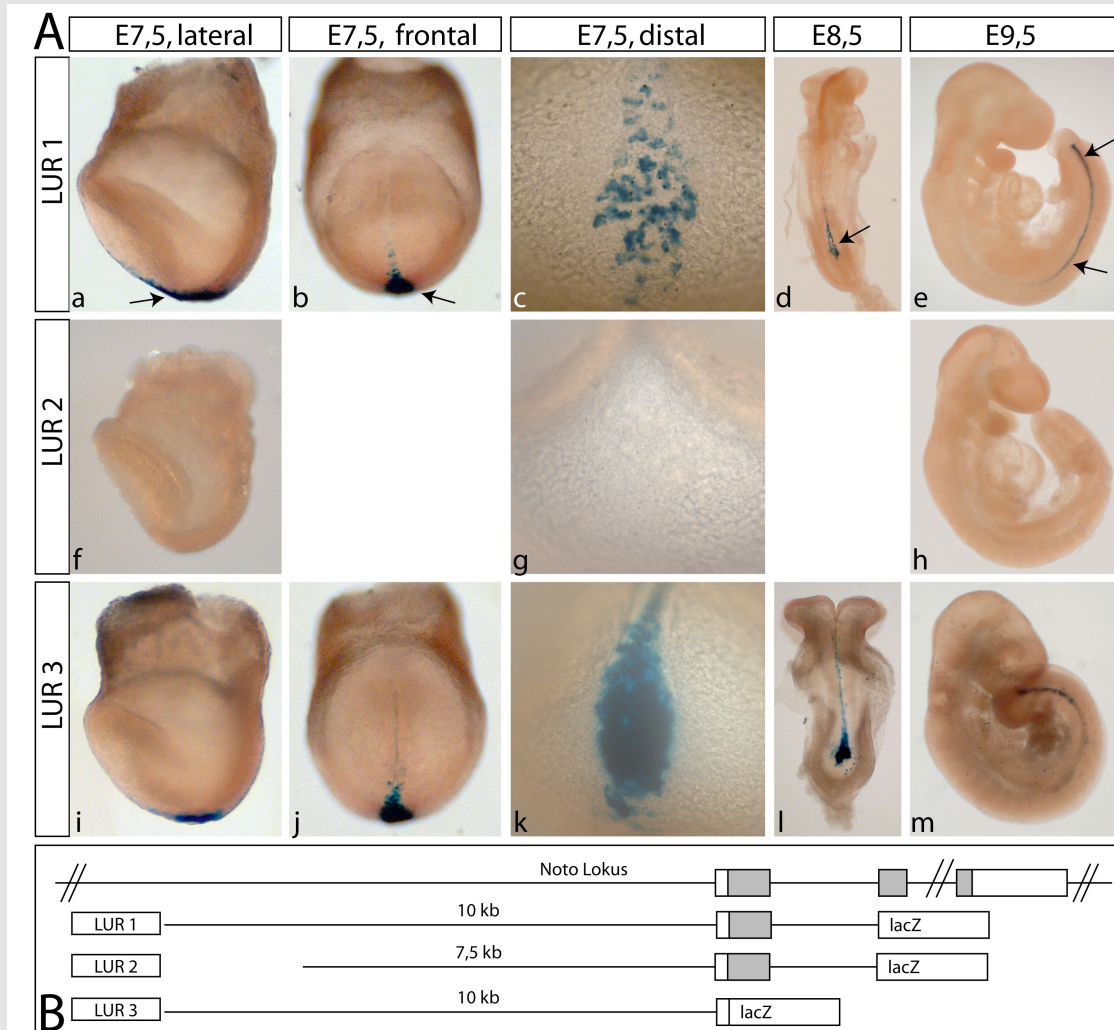 A
E7,5, lateral
E7,5, frontal
E7,5, distal
E8,5
E9,5
LUR 1
a
b
c
d
e
LUR 2
f
g
h
LUR 3
i
j
k
l
m
Noto Lokus
LUR 1
10 kb
lacZ
LUR 2
7,5 kb
lacZ
B
LUR 3
10 kb
lacZ